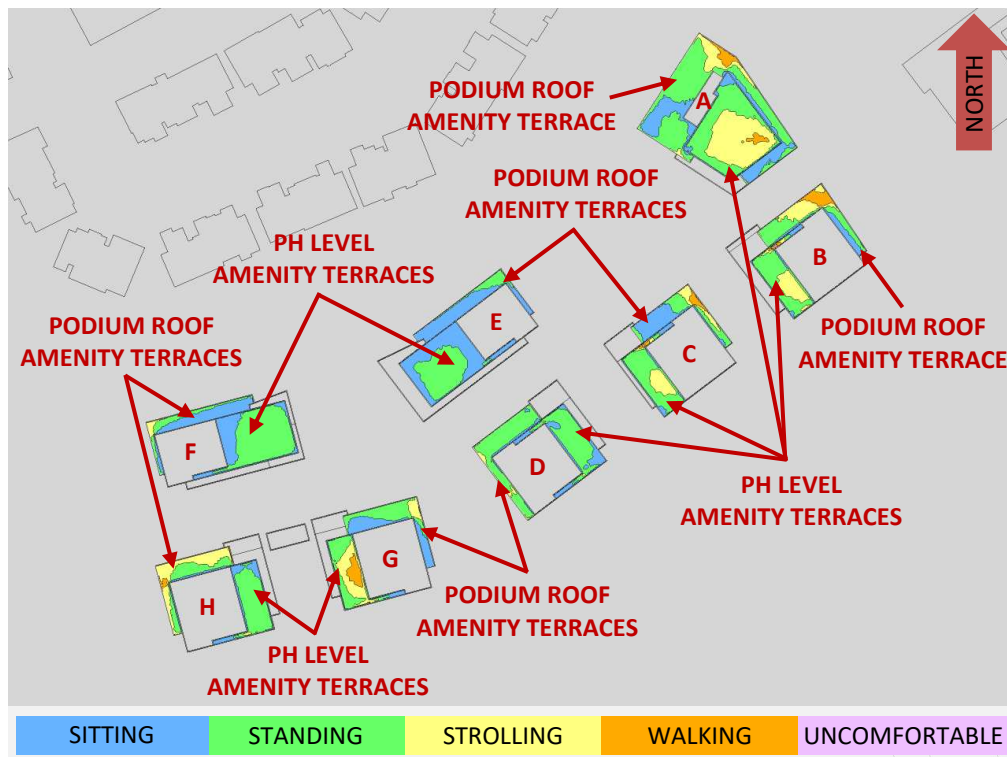 PODIUM ROOF
AMENITY TERRACE
A
NORTH
PODIUM ROOF
AMENITY TERRACES
PH LEVEL
AMENITY TERRACES
B
PODIUM ROOF
AMENITY TERRACES
E
PODIUM ROOF
AMENITY TERRACE
C
F
D
PH LEVEL
AMENITY TERRACES
G
H
PODIUM ROOF
AMENITY TERRACES
PH LEVEL
AMENITY TERRACES
SITTING
STANDING
STROLLING
WALKING
UNCOMFORTABLE